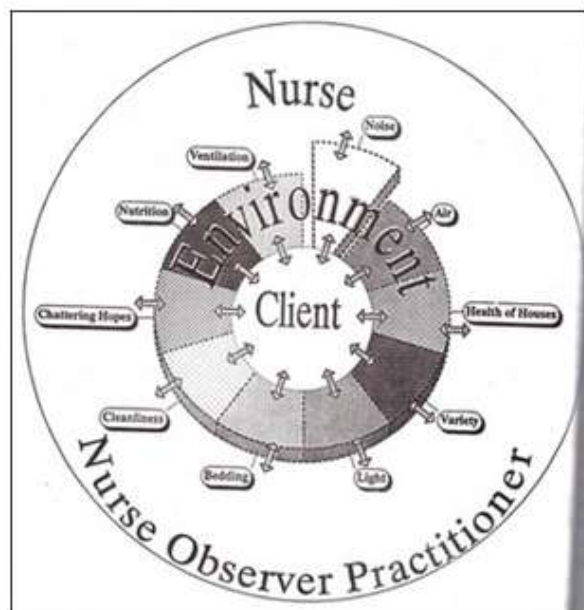 Nurse
Noise
Ventilation
Nutrition
Air
Environment
Client
Chattering Hopes
Health of Houses
Cleanliness
Variety
Bedding
Light
Nurse Observer Practitioner